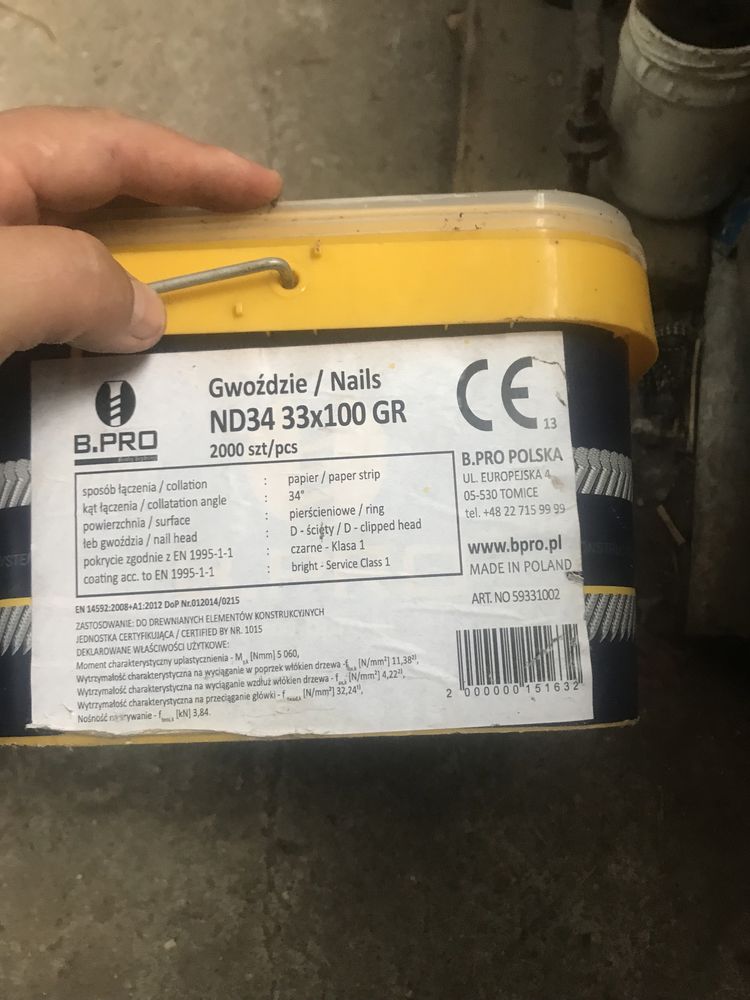 Gwoździe / Nails
ND34 33x100 GR
2000 szt/pcs
B.PRO
CE
13
sposób łączenia / collation : papier / paper strip
kąt łączenia / collatation angle : 34°
powierzchnia / surface : pierścieniowe / ring
łeb gwoździa / nail head : D - ścięty / D - clipped head
pokrycie zgodnie z EN 1995-1-1 : czarne - Klasa 1
coating acc. to EN 1995-1-1 : bright - Service Class 1
B.PRO POLSKA
UL. EUROPEJSKA 4
05-530 TOMICE
tel. +48 22 715 99 99
www.bpro.pl
MADE IN POLAND
ART. NO 59331002
EN 14592:2008+A1:2012 DoP Nr.012014/0215
ZASTOSOWANIE: DO DREWNIANYCH ELEMENTÓW KONSTRUKCYJNYCH
JEDNOSTKA CERTYFIKUJĄCA / CERTIFIED BY NR. 1015
DEKLAROWANE WŁAŚCIWOŚCI UŻYTKOWE:
Moment charakterystyczny uplastycznienia - M [Nmm] 5 060,
Wytrzymałość charakterystyczna na wyciąganie w poprzek włókien drzewa - f [N/mm²] 11,38²⁾,
Wytrzymałość charakterystyczna na wyciąganie wzdłuż włókien drzewa - f [N/mm²] 4,22²⁾,
Wytrzymałość charakterystyczna na przeciąganie główki - f [N/mm²] 32,24¹⁾,
Nośność na zrywanie - f [kN] 3,84.
2 000000 151632